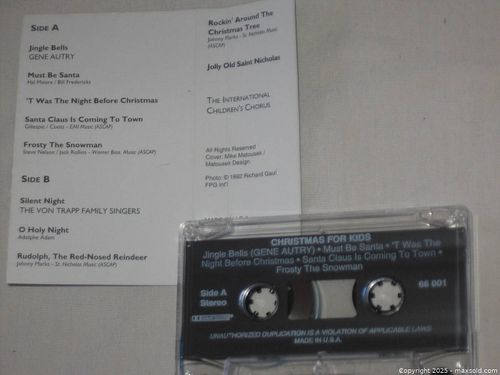 SIDE A
Jingle Bells
GENE AUTRY
Must Be Santa
Hal Moore / Bill Fredericks
'T Was The Night Before Christmas
Santa Claus Is Coming To Town
Gillespie / Coots - EMI Music (ASCAP)
Frosty The Snowman
Steve Nelson / Jack Rollins - Warner Bros. Music (ASCAP)
SIDE B
Silent Night
THE VON TRAPP FAMILY SINGERS
O Holy Night
Adolphe Adam
Rudolph, The Red-Nosed Reindeer
Johnny Marks - St. Nicholas Music (ASCAP)
Rockin' Around The
Christmas Tree
Johnny Marks - St. Nicholas Music
(ASCAP)
Jolly Old Saint Nicholas
THE INTERNATIONAL
CHILDREN'S CHORUS
All Rights Reserved
Cover: Mike Matousek /
Matousek Design
Photo: © 1992 Richard Gaul
FPG int'l
CHRISTMAS FOR KIDS
Jingle Bells (GENE AUTRY) • Must Be Santa • 'T Was The
Night Before Christmas • Santa Claus Is Coming To Town •
Frosty The Snowman
Side A
Stereo
66 001
UNAUTHORIZED DUPLICATION IS A VIOLATION OF APPLICABLE LAWS
MADE IN U.S.A.
Copyright 2025 - maxsold.com